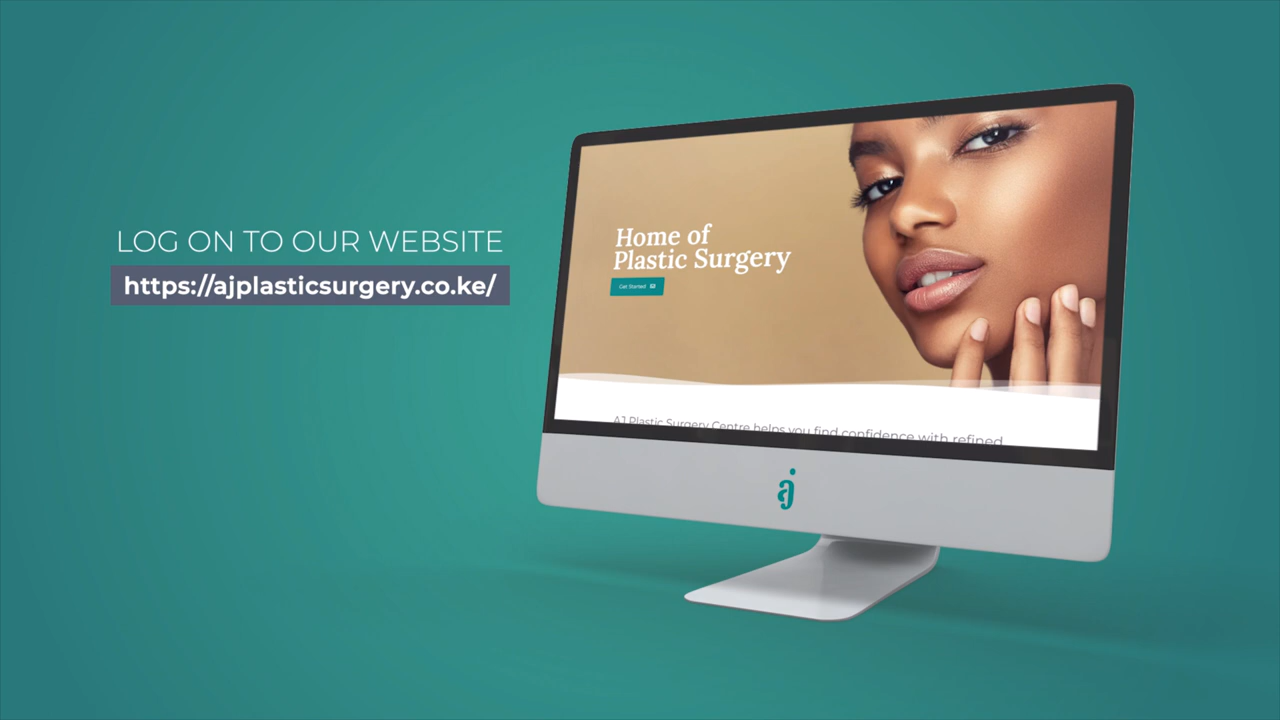 LOG ON TO OUR WEBSITE
https://ajplasticsurgery.co.ke/
Home of
Plastic Surgery
Get Started
AJ Plastic Surgery Centre helps you find confidence with refined
aj